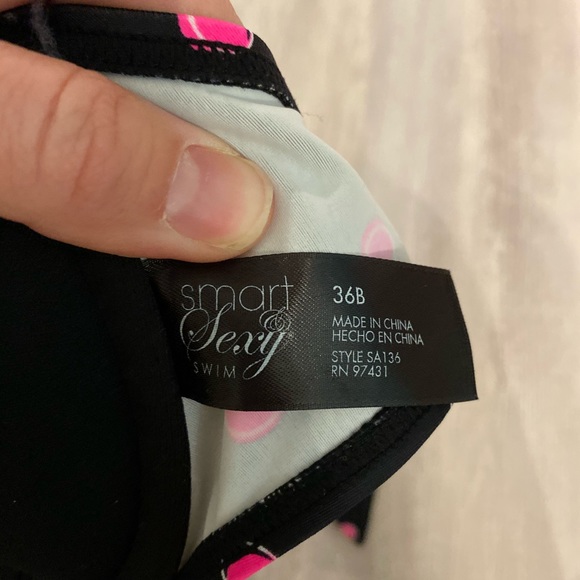 smart
& Sexy
SWIM
36B
MADE IN CHINA
HECHO EN CHINA
STYLE SA136
RN 97431